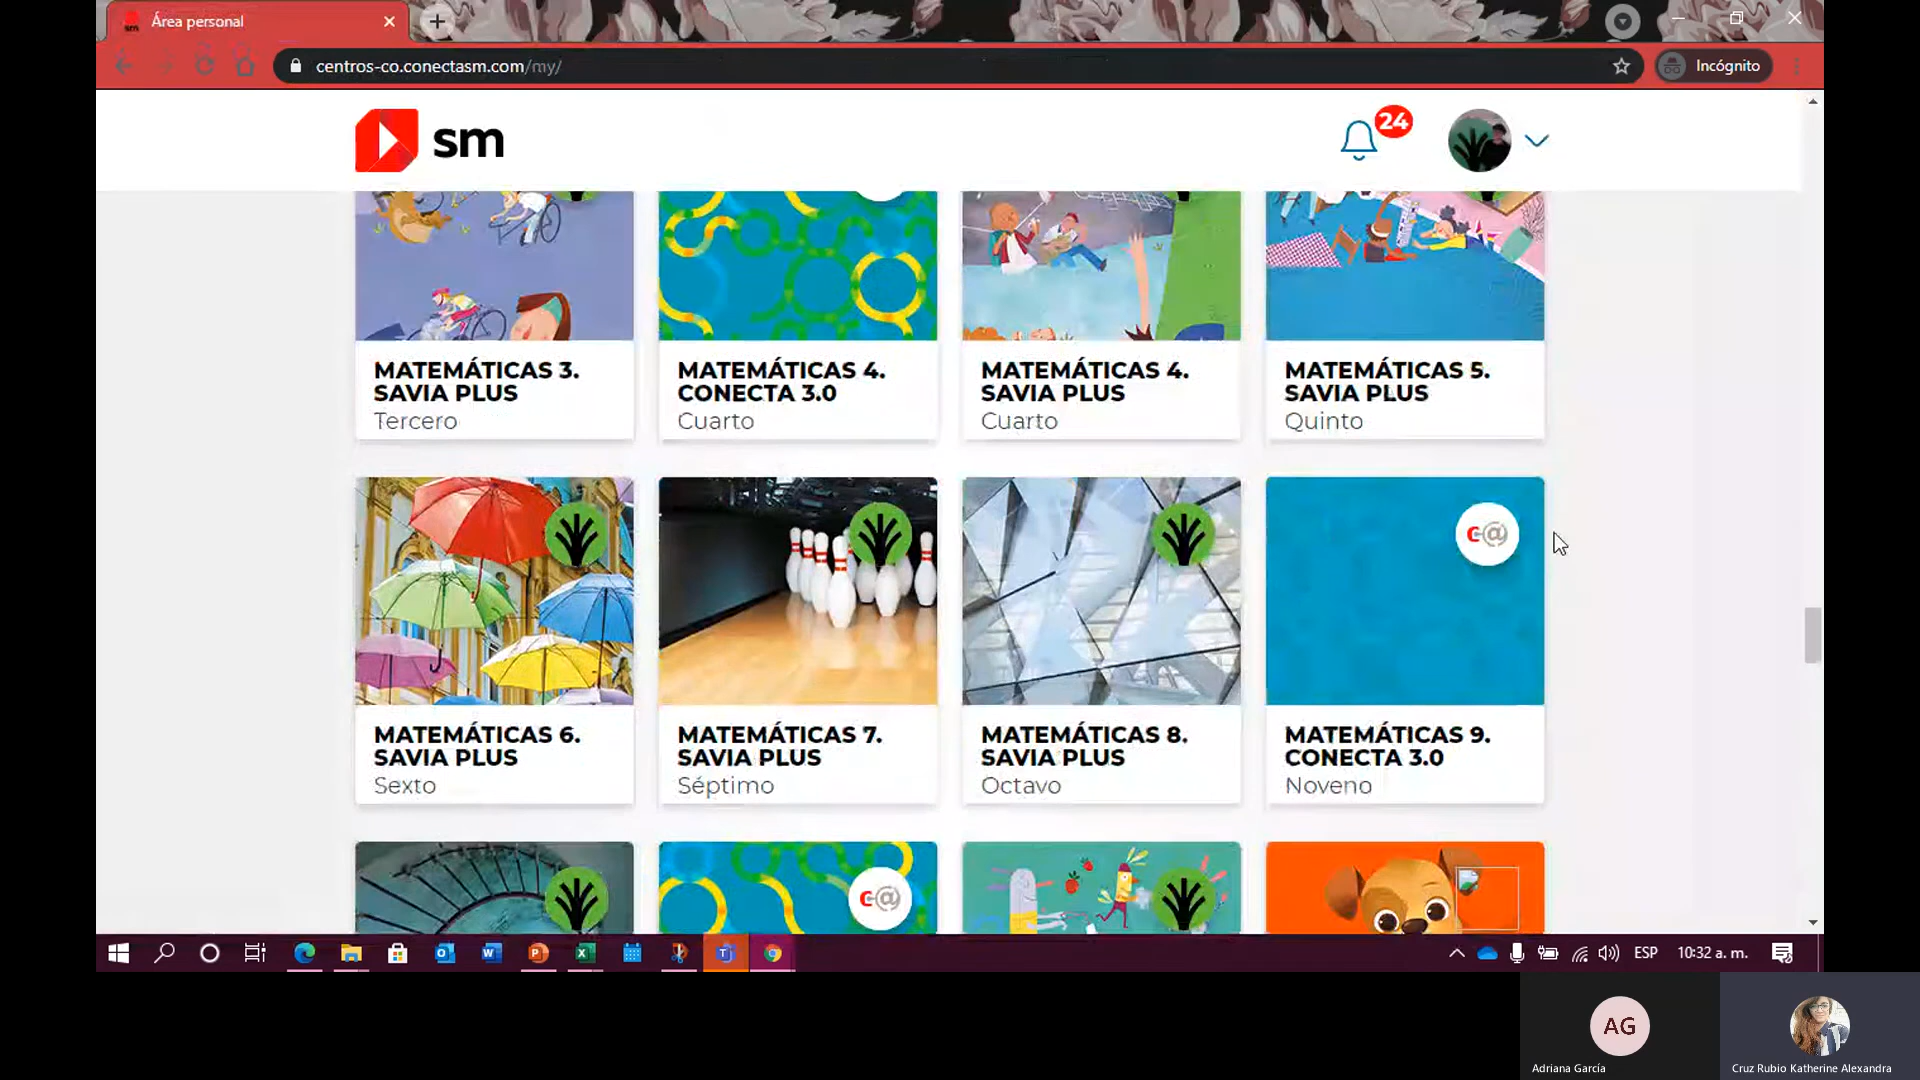 Área personal
centros-co.conectasm.com/my/
Incógnito
sm
24
MATEMÁTICAS 3.
SAVIA PLUS
Tercero
MATEMÁTICAS 4.
CONECTA 3.0
Cuarto
MATEMÁTICAS 4.
SAVIA PLUS
Cuarto
MATEMÁTICAS 5.
SAVIA PLUS
Quinto
c@
MATEMÁTICAS 6.
SAVIA PLUS
Sexto
MATEMÁTICAS 7.
SAVIA PLUS
Séptimo
MATEMÁTICAS 8.
SAVIA PLUS
Octavo
MATEMÁTICAS 9.
CONECTA 3.0
Noveno
c@
ESP
10:32 a. m.
AG
Adriana García
Cruz Rubio Katherine Alexandra